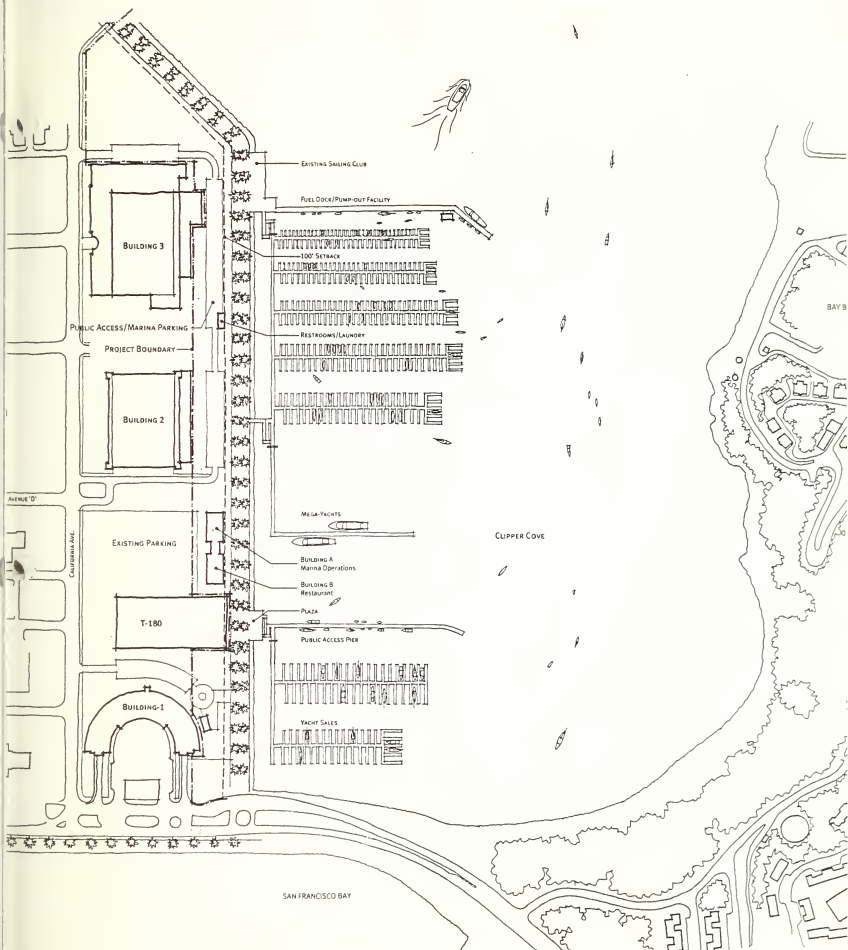 EXISTING SAILING CLUB
FUEL DOCK/PUMP-OUT FACILITY
BUILDING 3
100' SETBACK
BAY B
PUBLIC ACCESS/MARINA PARKING
RESTROOMS/LAUNDRY
PROJECT BOUNDARY
BUILDING 2
AVENUE 'D'
CALIFORNIA AVE.
MEGA-YACHTS
CLIPPER COVE
EXISTING PARKING
BUILDING A
Marina Operations
BUILDING B
Restaurant
PLAZA
T-180
PUBLIC ACCESS PIER
BUILDING-1
YACHT SALES
SAN FRANCISCO BAY